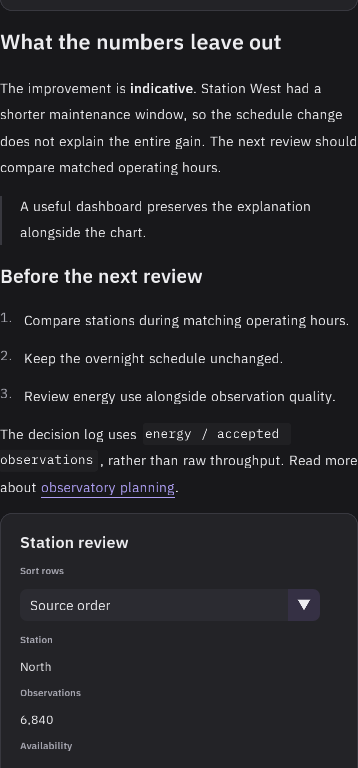 What the numbers leave out
The improvement is indicative. Station West had a
shorter maintenance window, so the schedule change
does not explain the entire gain. The next review should
compare matched operating hours.
A useful dashboard preserves the explanation
alongside the chart.
Before the next review
1. Compare stations during matching operating hours.
2. Keep the overnight schedule unchanged.
3. Review energy use alongside observation quality.
The decision log uses energy / accepted
observations, rather than raw throughput. Read more
about observatory planning.
Station review
Sort rows
Source order
Station
North
Observations
6,840
Availability